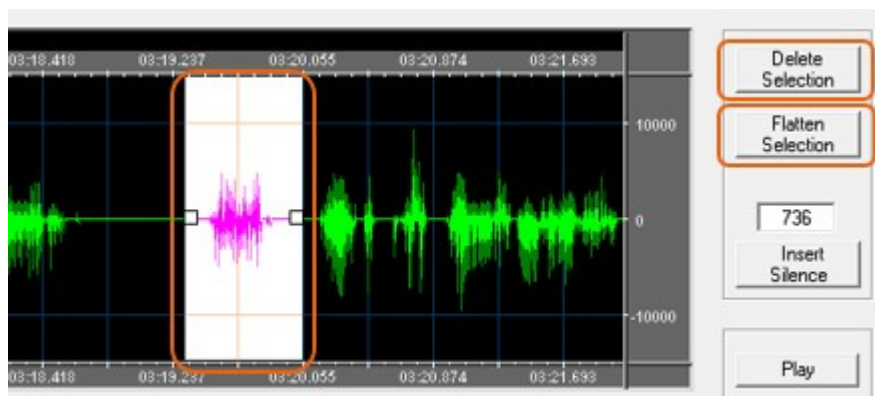 03:18.418 03:19.237 03:20.055 03:20.874 03:21.693
Delete
Selection
10000
Flatten
Selection
0
736
Insert
Silence
-10000
Play
03:18.418 03:19.237 03:20.055 03:20.874 03:21.693